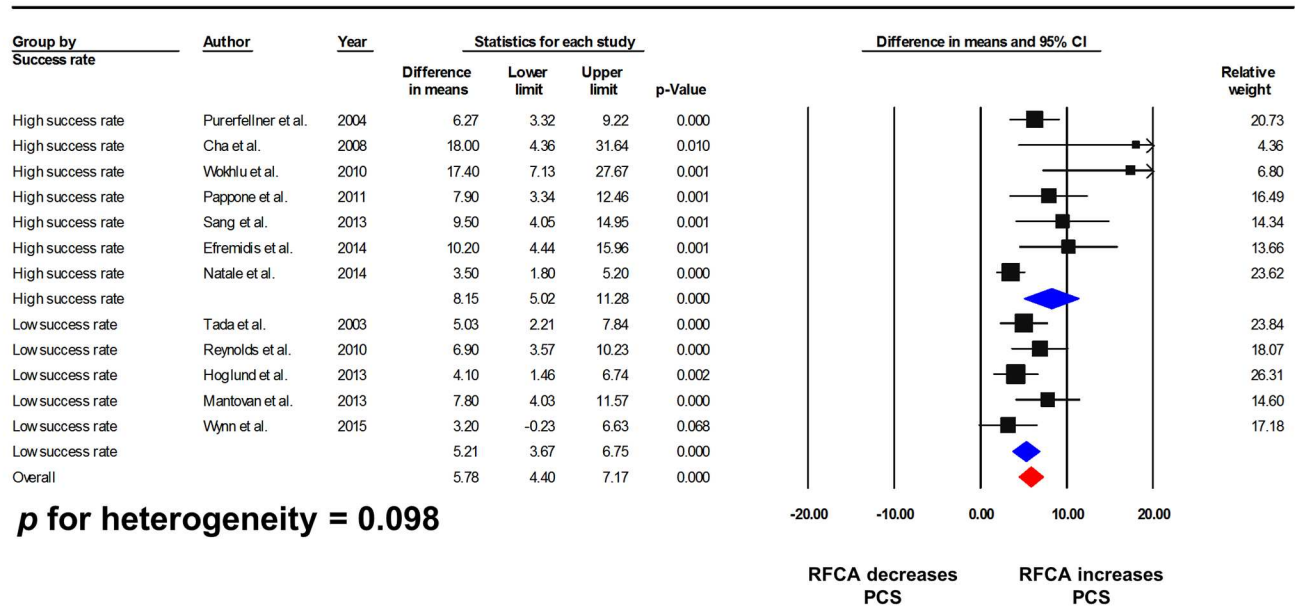 Group by Author Year Statistics for each study Difference in means and 95% CI
Success rate
Difference in means Lower limit Upper limit p-Value Relative weight
High success rate Purerfellner et al. 2004 6.27 3.32 9.22 0.000 20.73
High success rate Cha et al. 2008 18.00 4.36 31.64 0.010 4.36
High success rate Wokhlu et al. 2010 17.40 7.13 27.67 0.001 6.80
High success rate Pappone et al. 2011 7.90 3.34 12.46 0.001 16.49
High success rate Sang et al. 2013 9.50 4.05 14.95 0.001 14.34
High success rate Efremidis et al. 2014 10.20 4.44 15.96 0.001 13.66
High success rate Natale et al. 2014 3.50 1.80 5.20 0.000 23.62
High success rate 8.15 5.02 11.28 0.000
Low success rate Tada et al. 2003 5.03 2.21 7.84 0.000 23.84
Low success rate Reynolds et al. 2010 6.90 3.57 10.23 0.000 18.07
Low success rate Hoglund et al. 2013 4.10 1.46 6.74 0.002 26.31
Low success rate Mantovan et al. 2013 7.80 4.03 11.57 0.000 14.60
Low success rate Wynn et al. 2015 3.20 -0.23 6.63 0.068 17.18
Low success rate 5.21 3.67 6.75 0.000
Overall 5.78 4.40 7.17 0.000
p for heterogeneity = 0.098
-20.00 -10.00 0.00 10.00 20.00
RFCA decreases PCS
RFCA increases PCS